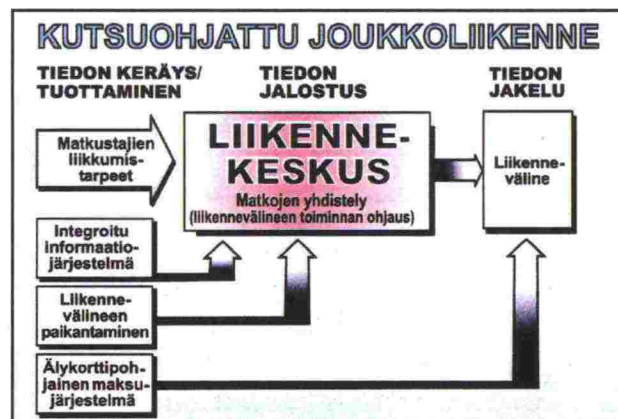 KUTSUOHJATTU JOUKKOLIIKENNE
TIEDON KERÄYS/
TUOTTAMINEN
TIEDON
JALOSTUS
TIEDON
JAKELU
Matkustajien
liikkumis-
tarpeet
LIIKENNE-
KESKUS
Matkojen yhdistely
(liikennevälineen toiminnan ohjaus)
Liikenne-
väline
Integroitu
informaatio-
järjestelmä
Liikenne-
välineen
paikantaminen
Älykorttipoh-
jainen maksu-
järjestelmä